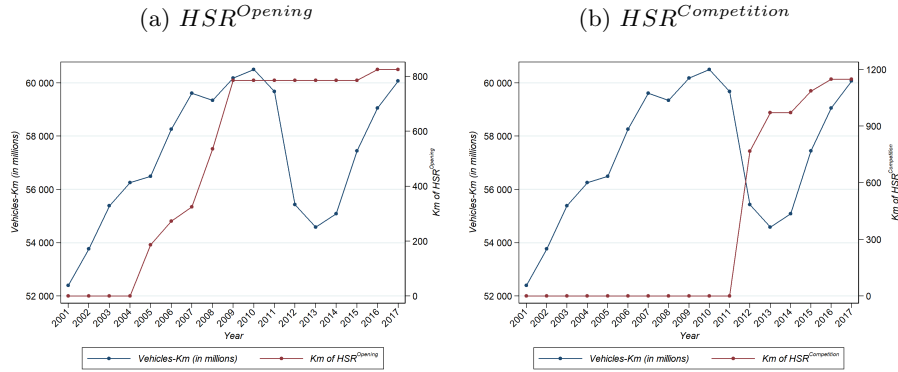 (a) HSR^Opening
60 000
58 000
56 000
54 000
52 000
Vehicles-Km (in millions)
800
600
400
200
0
Km of HSR^Opening
2001 2002 2003 2004 2005 2006 2007 2008 2009 2010 2011 2012 2013 2014 2015 2016 2017
Year
Vehicles-Km (in millions) Km of HSR^Opening
(b) HSR^Competition
60 000
58 000
56 000
54 000
52 000
Vehicles-Km (in millions)
1200
900
600
300
0
Km of HSR^Competition
2001 2002 2003 2004 2005 2006 2007 2008 2009 2010 2011 2012 2013 2014 2015 2016 2017
Year
Vehicles-Km (in millions) Km of HSR^Competition